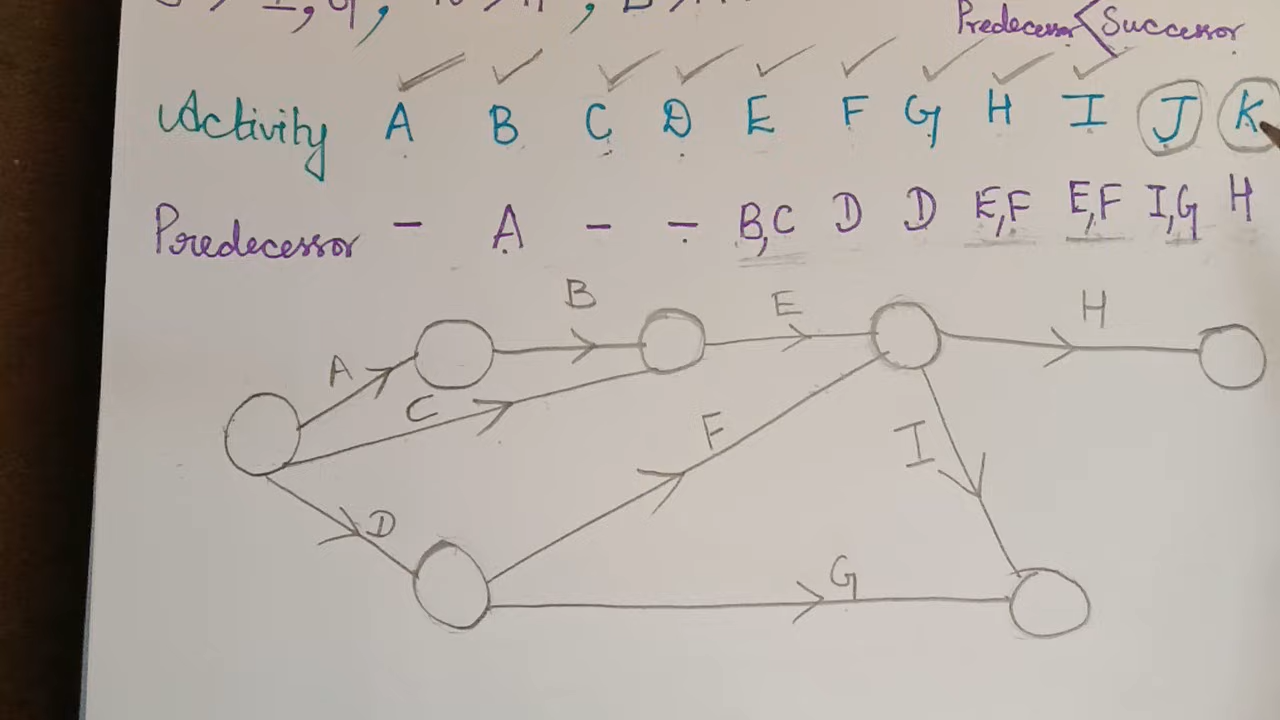 I, G,
Predecessor < Successor
Activity A B C D E F G H I J K
Predecessor - A - - B,C D D E,F E,F I,G H
B E H
A
C
F
I
D
G